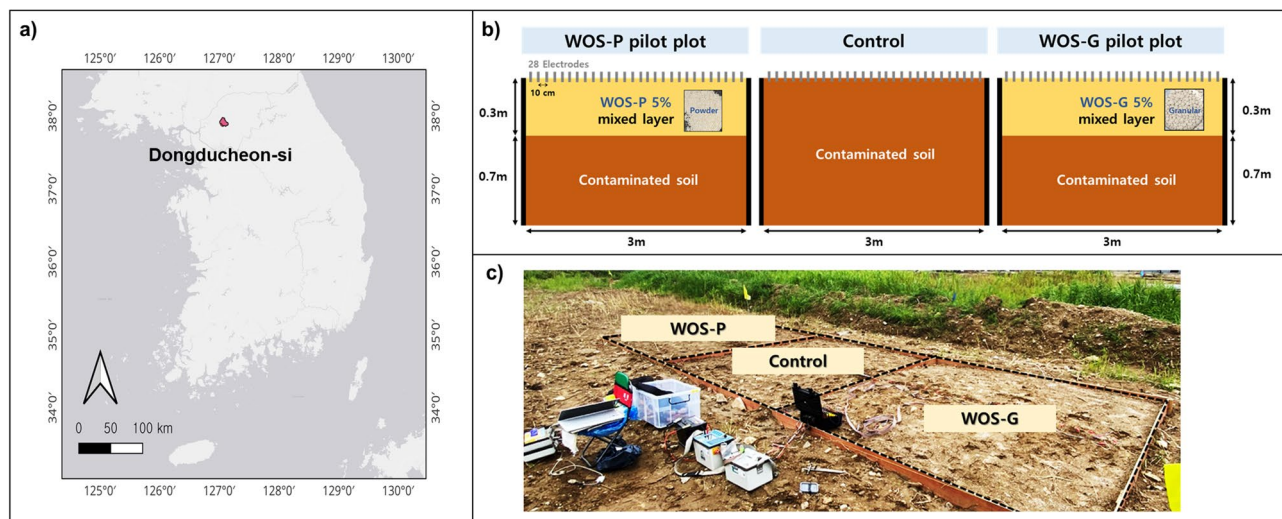 a)
125°0′ 126°0′ 127°0′ 128°0′ 129°0′ 130°0′
38°0′ 38°0′
Dongducheon-si
37°0′ 37°0′
36°0′ 36°0′
35°0′ 35°0′
34°0′ 34°0′
0 50 100 km
125°0′ 126°0′ 127°0′ 128°0′ 129°0′ 130°0′
b)
WOS-P pilot plot Control WOS-G pilot plot
28 Electrodes
10 cm
0.3m WOS-P 5% Powder WOS-G 5% Granular 0.3m
mixed layer mixed layer
Contaminated soil
0.7m Contaminated soil Contaminated soil 0.7m
3m 3m 3m
c)
WOS-P
Control
WOS-G